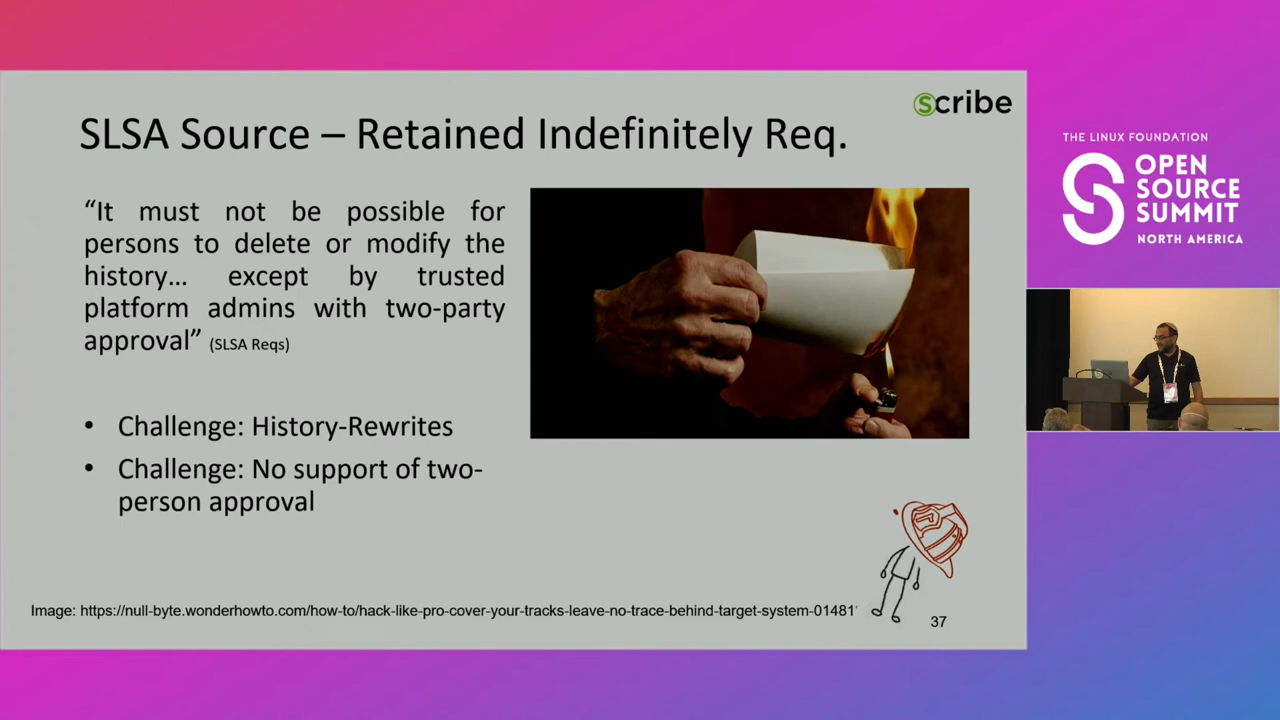 scribe
SLSA Source – Retained Indefinitely Req.
“It must not be possible for
persons to delete or modify the
history… except by trusted
platform admins with two-party
approval” (SLSA Reqs)
• Challenge: History-Rewrites
• Challenge: No support of two-
person approval
Image: https://null-byte.wonderhowto.com/how-to/hack-like-pro-cover-your-tracks-leave-no-trace-behind-target-system-01481
37
THE LINUX FOUNDATION
OPEN
SOURCE
SUMMIT
NORTH AMERICA